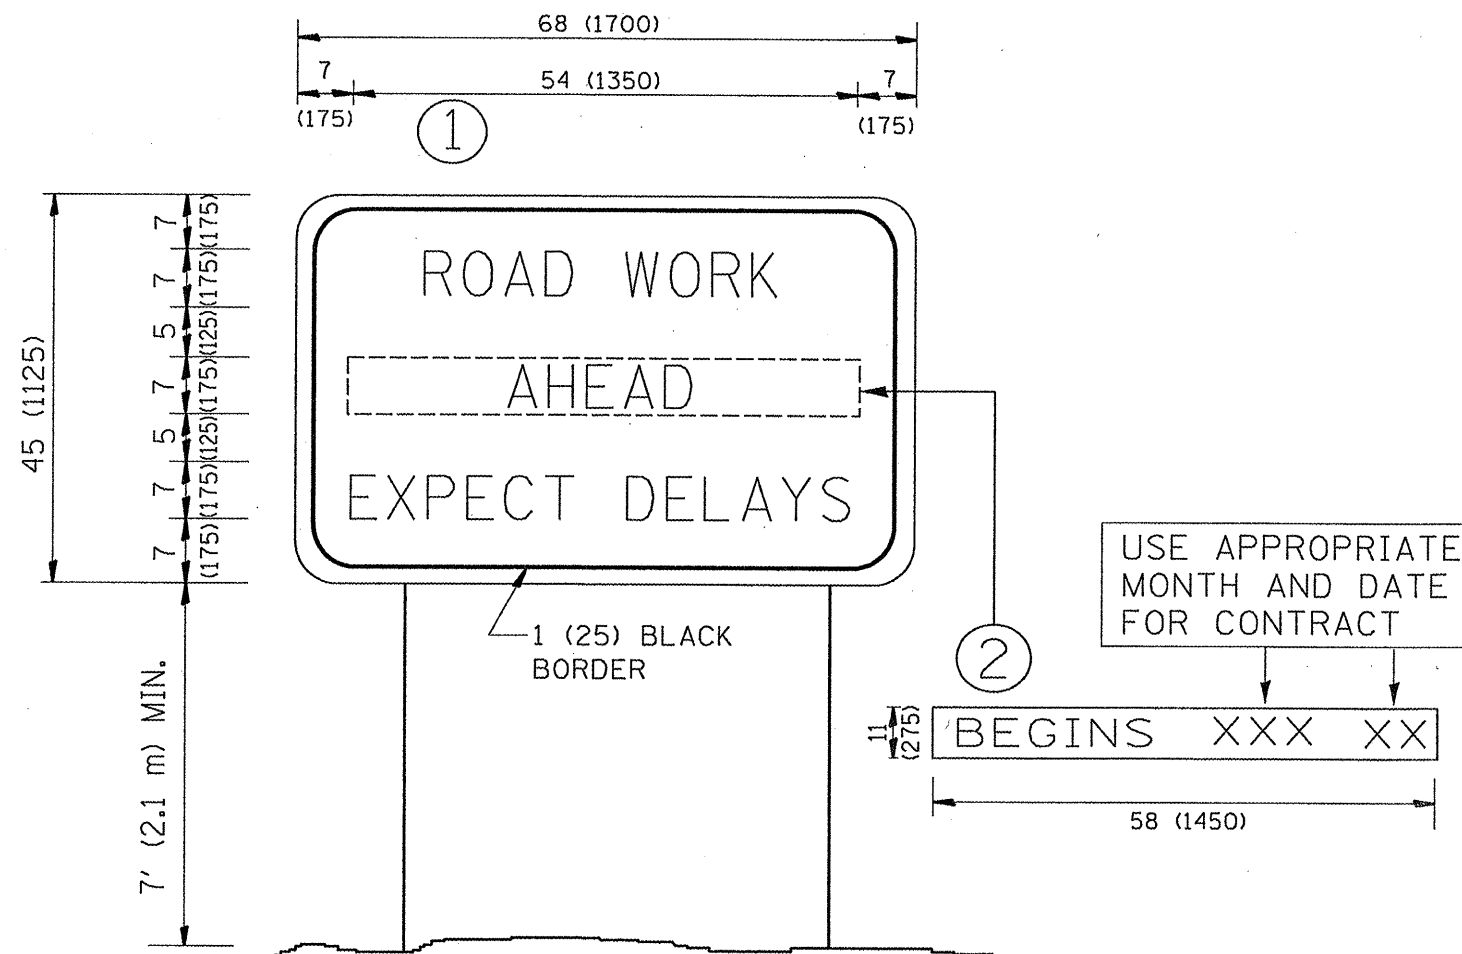 68 (1700)
7
54 (1350)
7
(175)
(175)
1
45 (1125)
7 (175)
7 (175)
5 (125)
7 (175)
5 (125)
7 (175)
7 (175)
7' (2.1 m) MIN.
ROAD WORK
AHEAD
EXPECT DELAYS
1 (25) BLACK
BORDER
2
USE APPROPRIATE
MONTH AND DATE
FOR CONTRACT
11
(275)
BEGINS XXX XX
58 (1450)